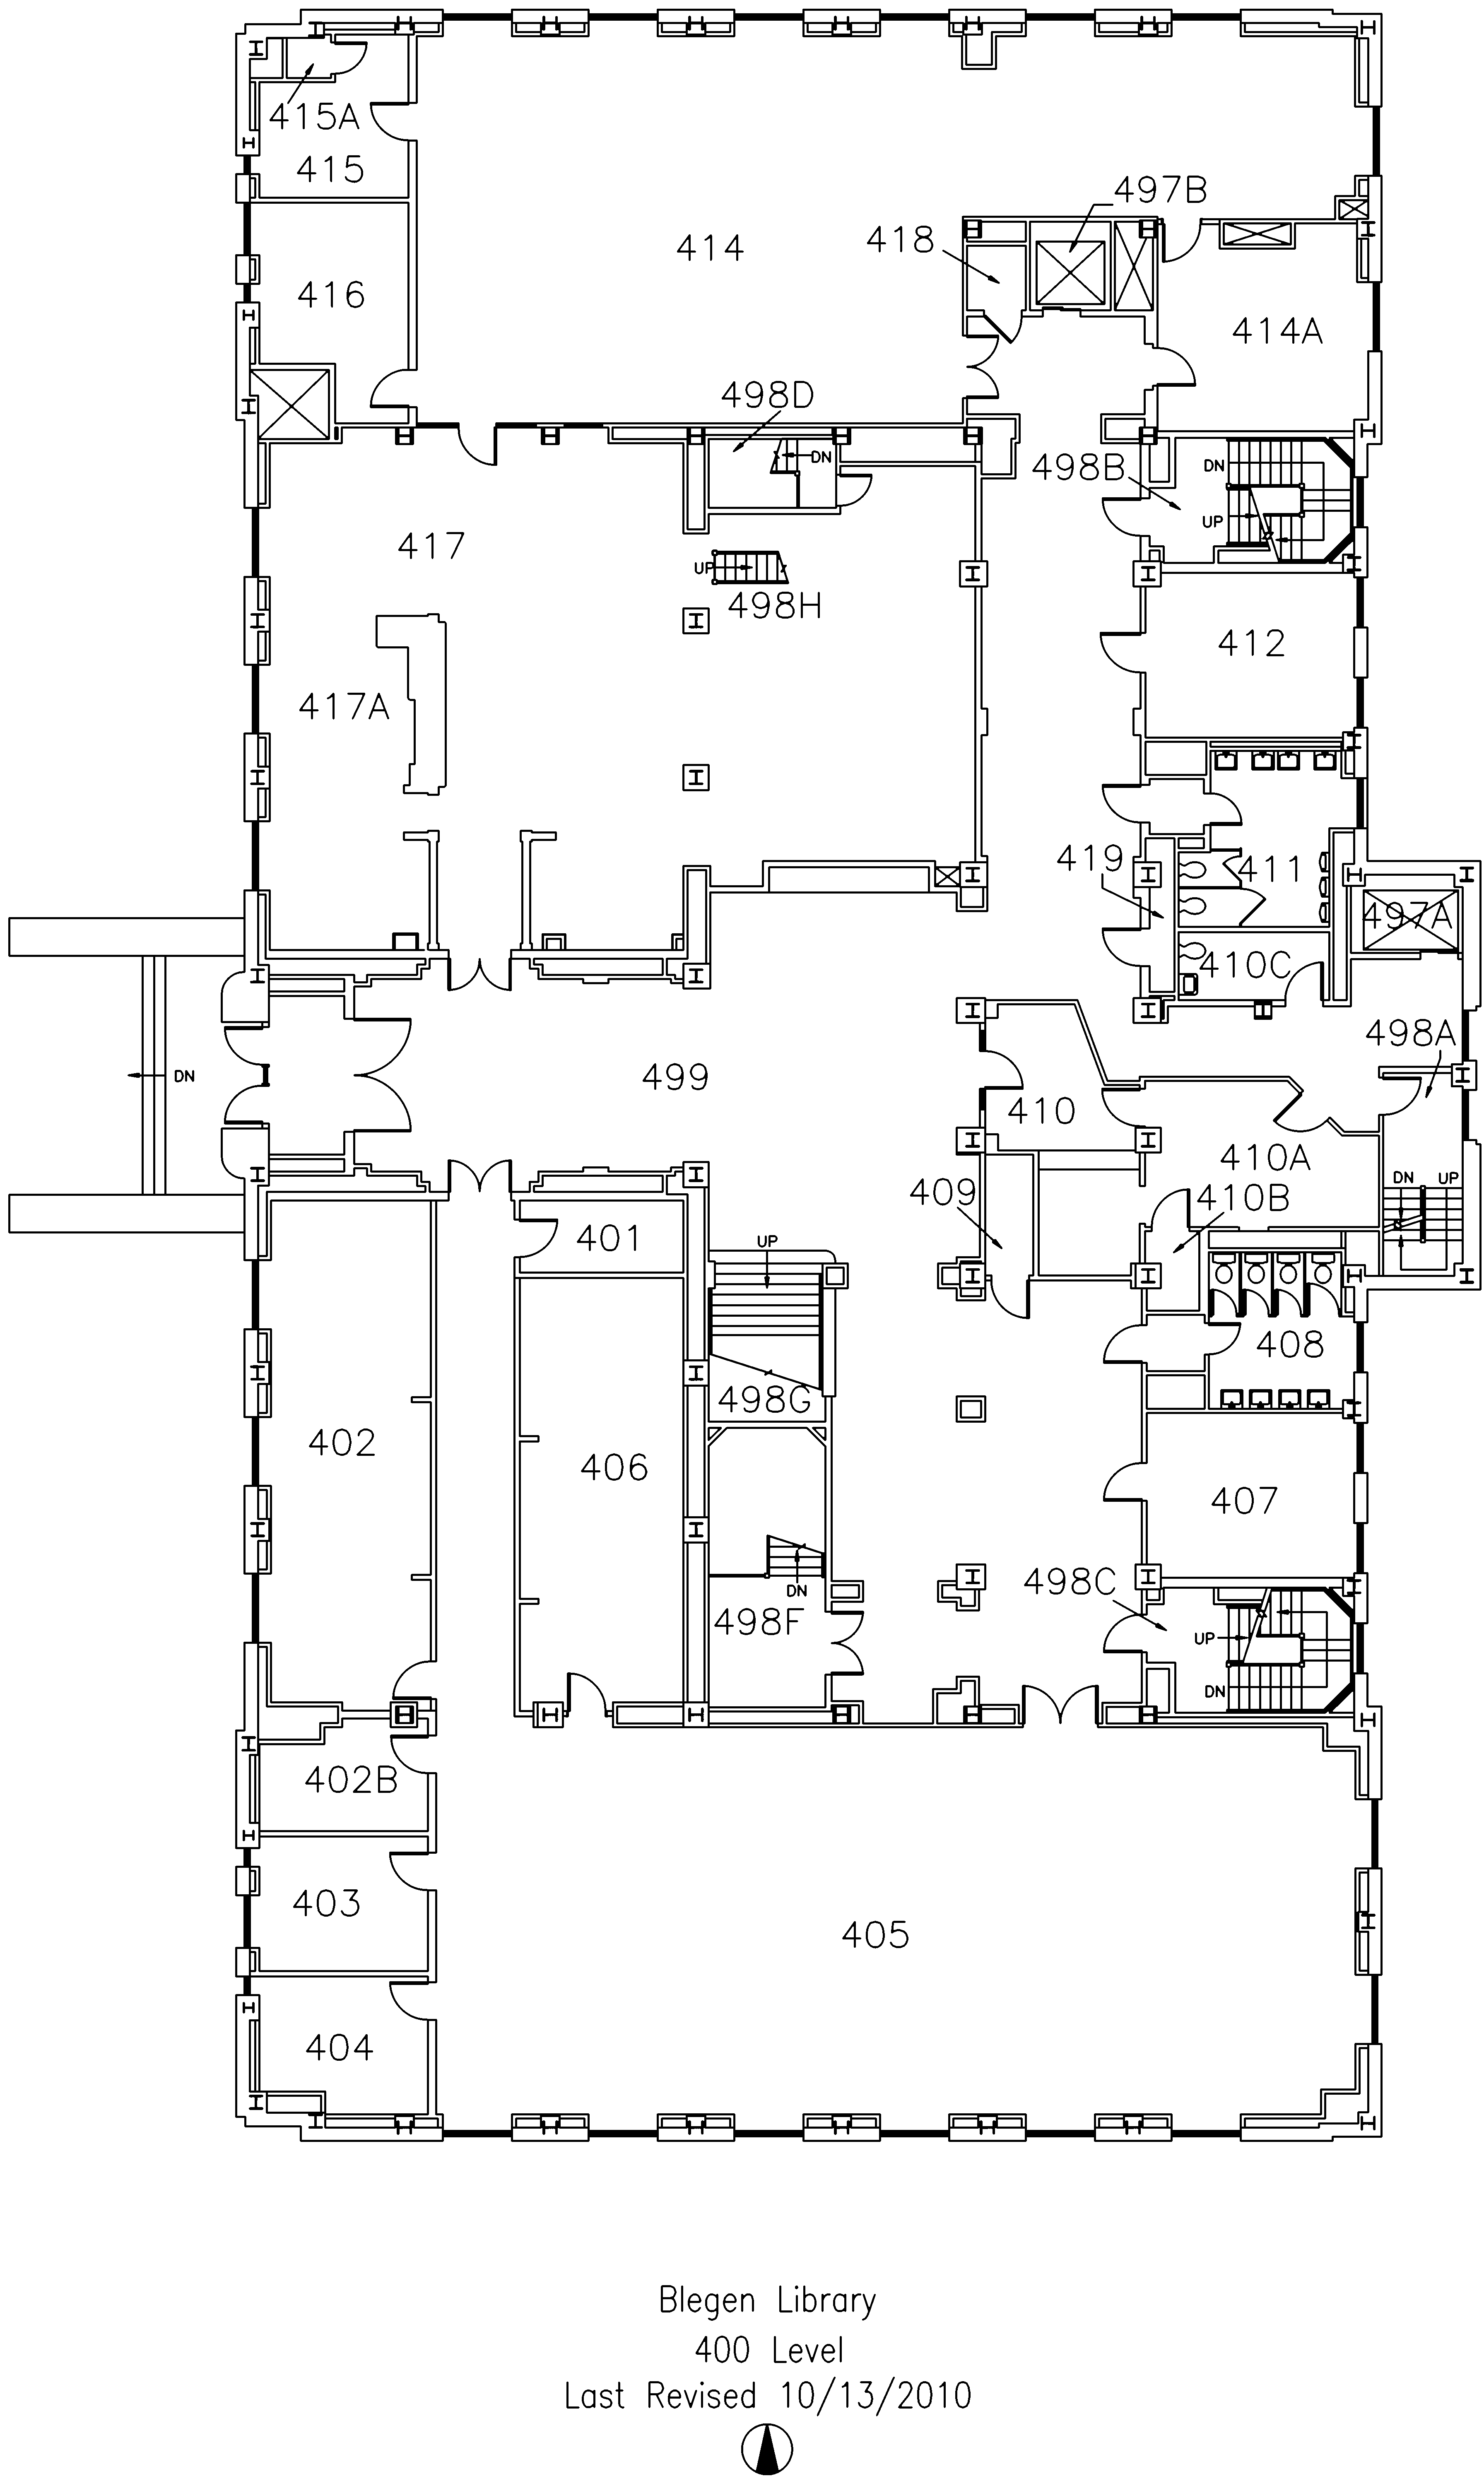 415A
415
497B
418
414
416
414A
498D
DN
498B
DN
UP
417
UP
498H
412
417A
419
411
497A
410C
498A
DN
499
410
410A
DN UP
409
410B
401
UP
408
498G
402
406
407
498C
DN
498F
UP
DN
402B
403
405
404
Blegen Library
400 Level
Last Revised 10/13/2010